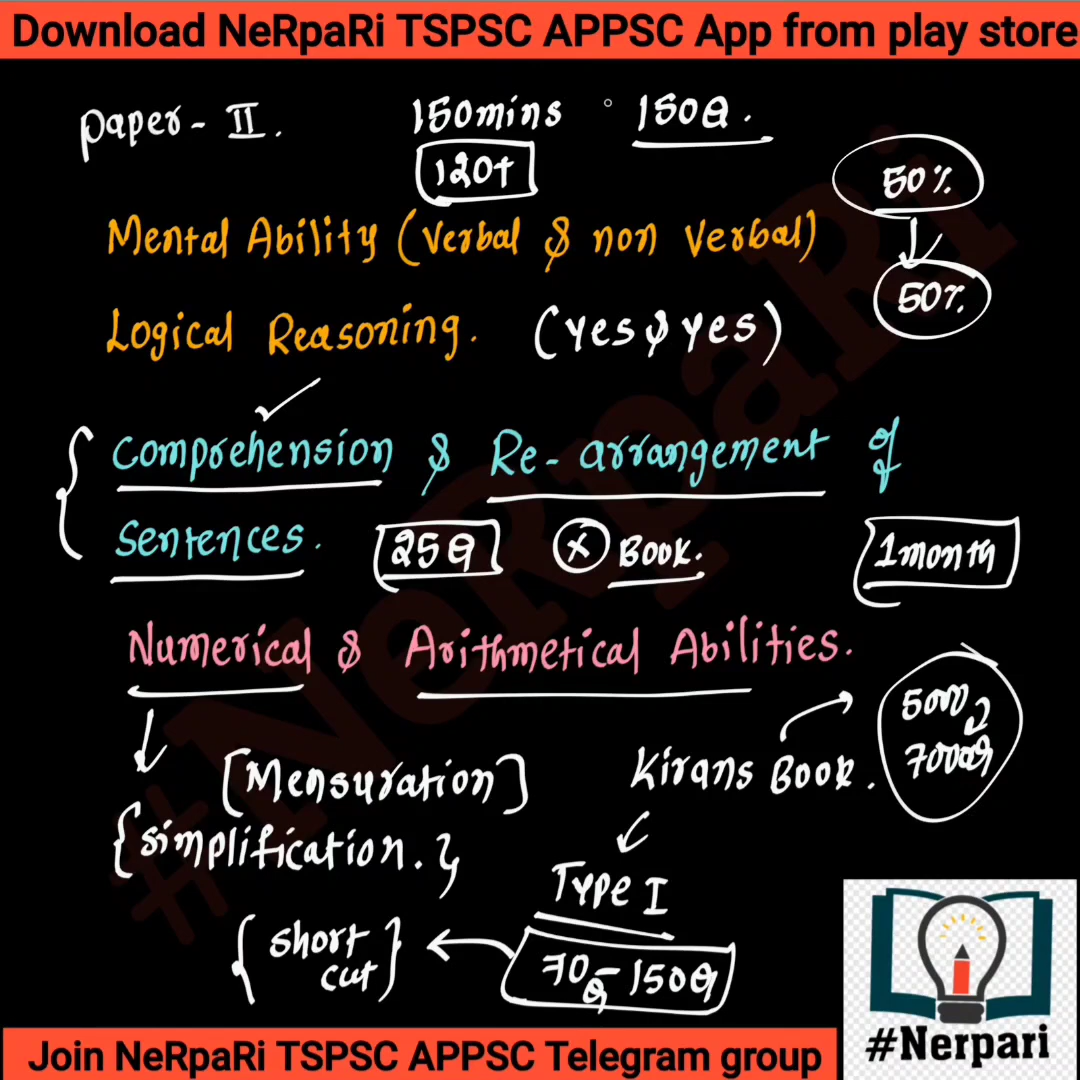 Download NeRpaRi TSPSC APPSC App from play store
Paper - II. 150mins 150Q.
120+
50%
Mental Ability (Verbal & non Verbal)
50%
Logical Reasoning. (Yes & Yes)
Comprehension & Re-arrangement of
Sentences. 25Q X Book. 1month
Numerical & Arithmetical Abilities.
[Mensuration] Kirans Book.
{simplification.}
Type I
{short cut}
70Q - 150Q
#NeRpaRi
#Nerpari
Join NeRpaRi TSPSC APPSC Telegram group